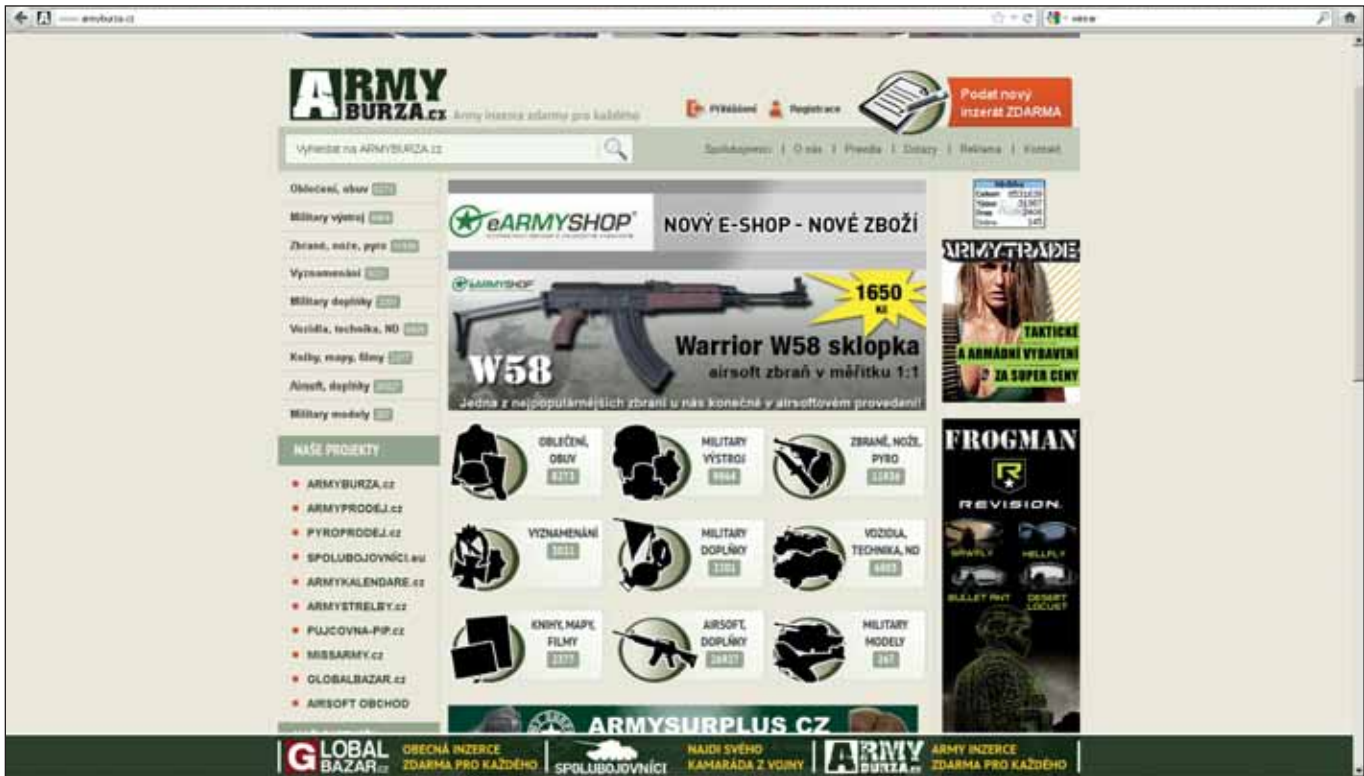 armyburza.cz
ARMY
BURZA.cz
Army inzerce zdarma pro každého
Přihlášení
Registrace
Podat nový
inzerát ZDARMA
Vyhledat na ARMYBURZA.cz
Spolubojovníci | O nás | Pravidla | Dotazy | Reklama | Kontakt
Oblečení, obuv
Military výstroj
Zbraně, nože, pyro
Vyznamenání
Military doplňky
Vozidla, technika, ND
Knihy, mapy, filmy
Airsoft, doplňky
Military modely
NAŠE PROJEKTY
ARMYBURZA.cz
ARMYPRODEJ.cz
PYROPRODEJ.cz
SPOLUBOJOVNÍCI.eu
ARMYKALENDARE.cz
ARMYSTRELBY.cz
PUJCOVNA-PIP.cz
MISSARMY.cz
GLOBALBAZAR.cz
AIRSOFT OBCHOD
eARMYSHOP
NOVÝ E-SHOP - NOVÉ ZBOŽÍ
eARMYSHOP
1650
Kč
W58
Warrior W58 sklopka
airsoft zbraň v měřítku 1:1
Jedna z nejpopulárnějších zbraní u nás konečně v airsoftovém provedení!
OBLEČENÍ,
OBUV
8273
MILITARY
VÝSTROJ
ZBRANĚ, NOŽE,
PYRO
VYZNAMENÁNÍ
MILITARY
DOPLŇKY
VOZIDLA,
TECHNIKA, ND
KNIHY, MAPY,
FILMY
2377
AIRSOFT,
DOPLŇKY
MILITARY
MODELY
ARMYSURPLUS CZ
ARMYTRADE
TAKTICKÉ
A ARMÁDNÍ VYBAVENÍ
ZA SUPER CENY
FROGMAN
REVISION
SAWFLY
HELLFLY
BULLET ANT
DESERT
LOCUST
GLOBAL
BAZAR.cz
OBECNÁ INZERCE
ZDARMA PRO KAŽDÉHO
SPOLUBOJOVNÍCI
NAJDI SVÉHO
KAMARÁDA Z VOJNY
ARMY
BURZA.cz
ARMY INZERCE
ZDARMA PRO KAŽDÉHO